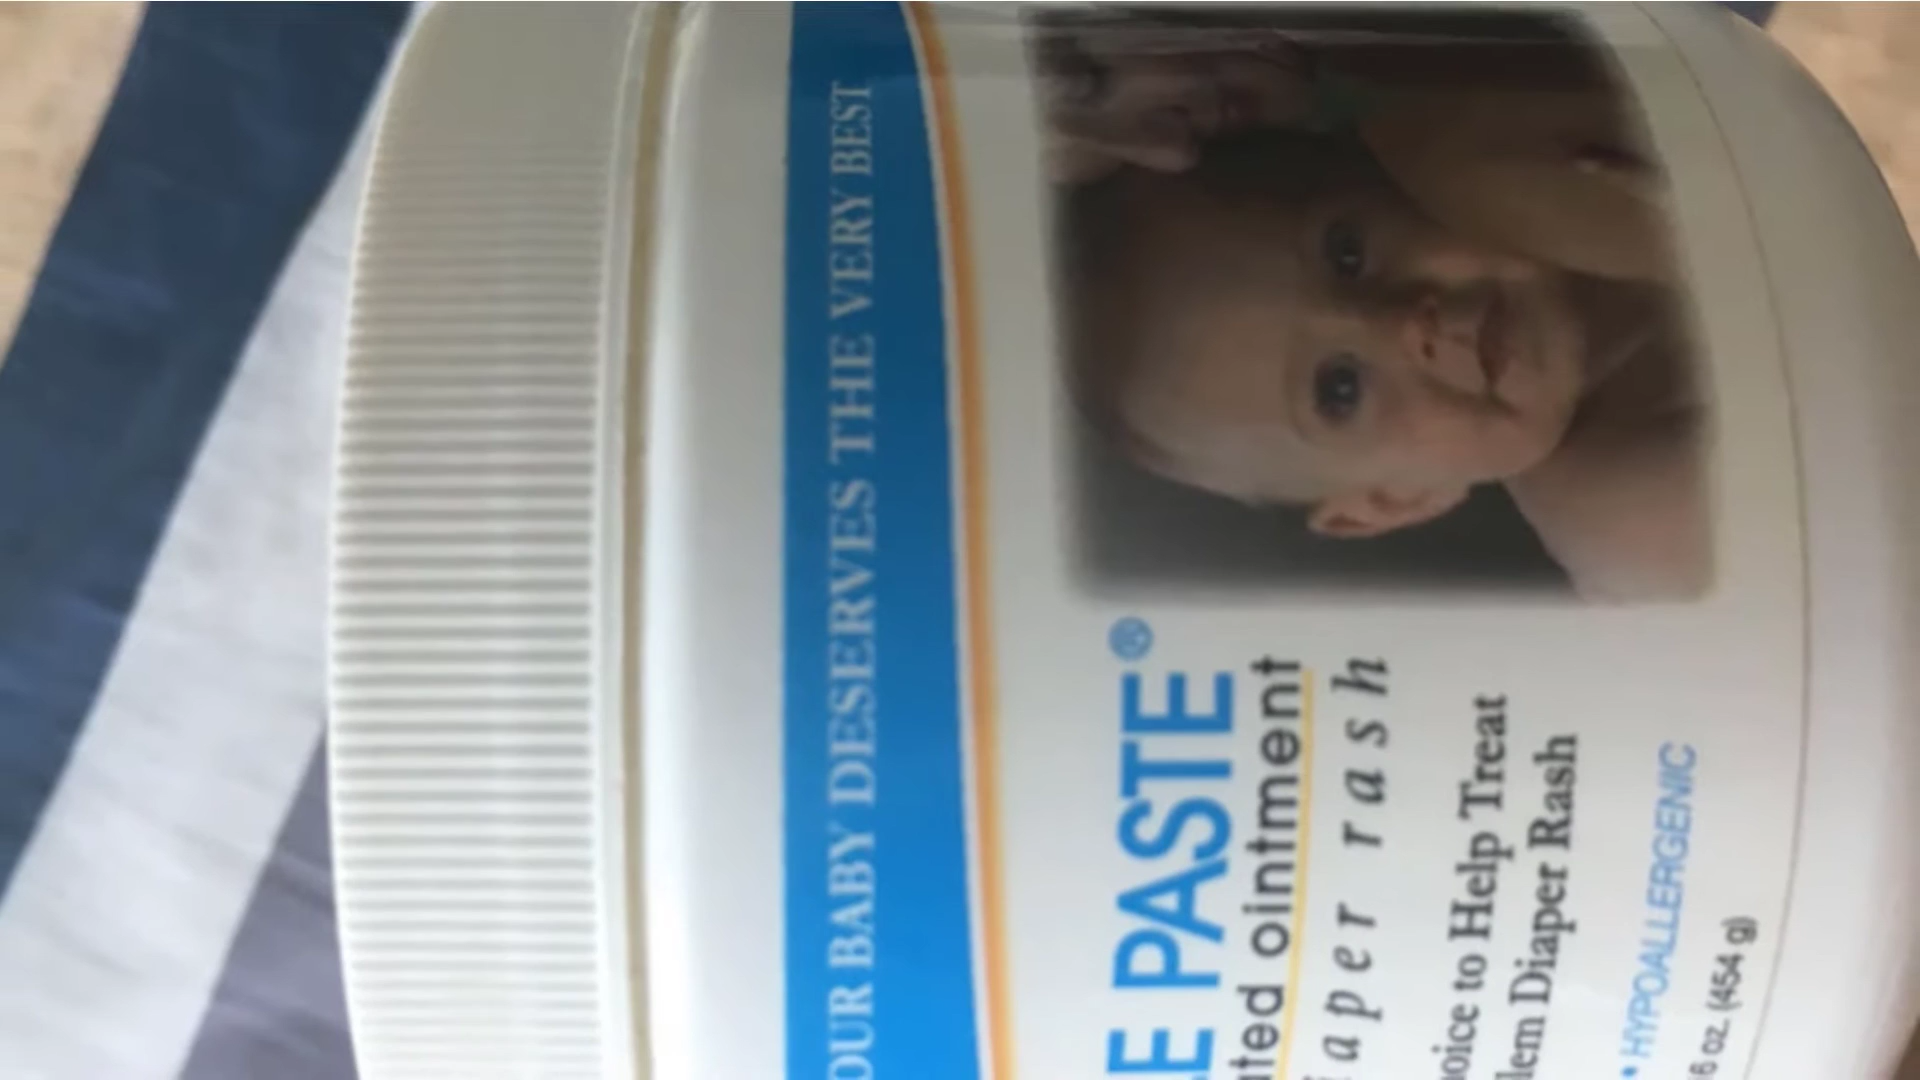 OUR BABY DESERVES THE VERY BEST
E PASTE®
ated ointment
iaper rash
oice to Help Treat
lem Diaper Rash
• HYPOALLERGENIC
6 oz. (454 g)